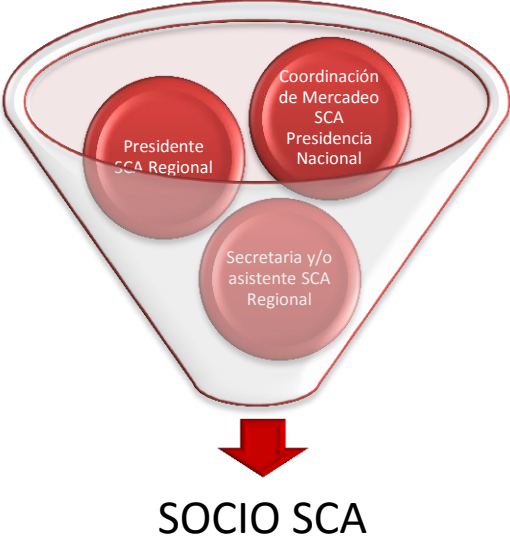 Coordinación
de Mercadeo
SCA
Presidencia
Nacional
Presidente
SCA Regional
Secretaria y/o
asistente SCA
Regional
SOCIO SCA